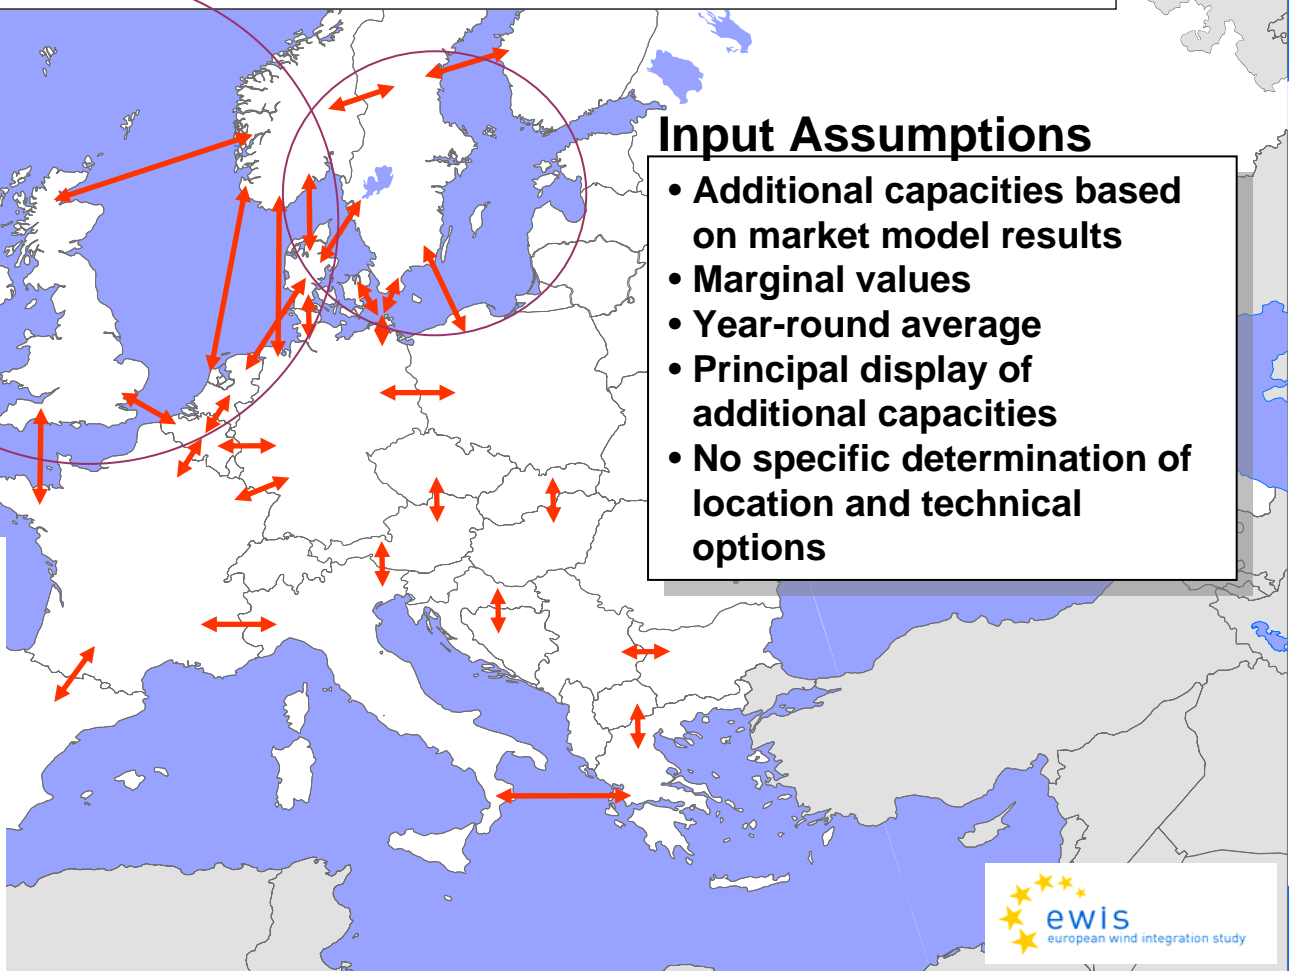 Input Assumptions
• Additional capacities based
on market model results
• Marginal values
• Year-round average
• Principal display of
additional capacities
• No specific determination of
location and technical
options
ewis
european wind integration study